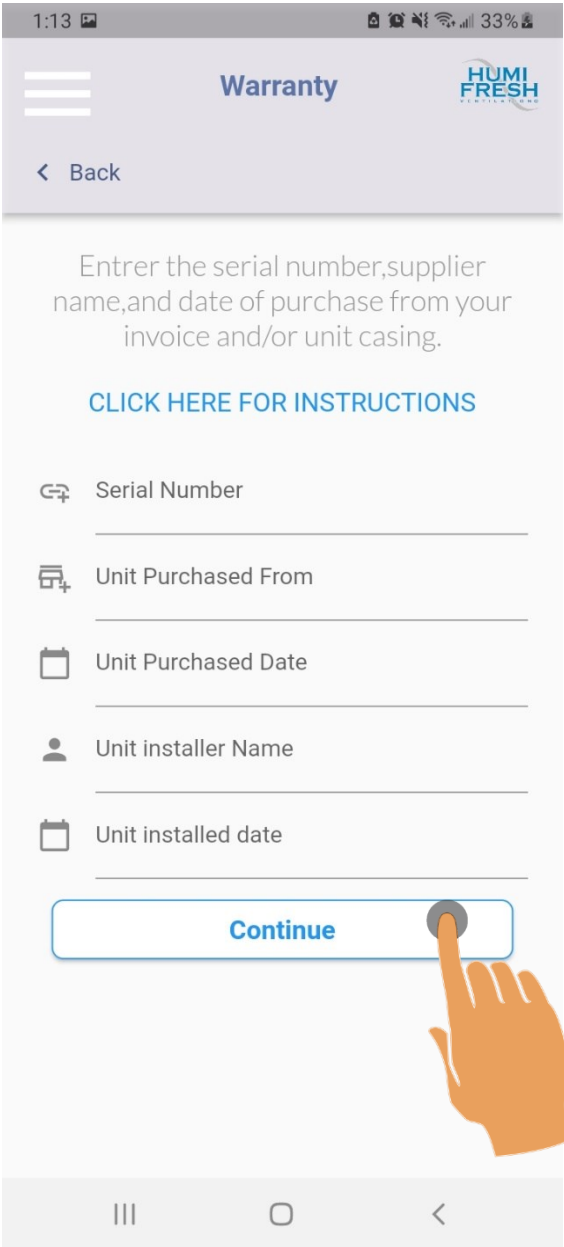 1:13 33%
Warranty
HUMI
FRESH
VENTILATIONS
Back
Entrer the serial number,supplier
name,and date of purchase from your
invoice and/or unit casing.
CLICK HERE FOR INSTRUCTIONS
Serial Number
Unit Purchased From
Unit Purchased Date
Unit installer Name
Unit installed date
Continue